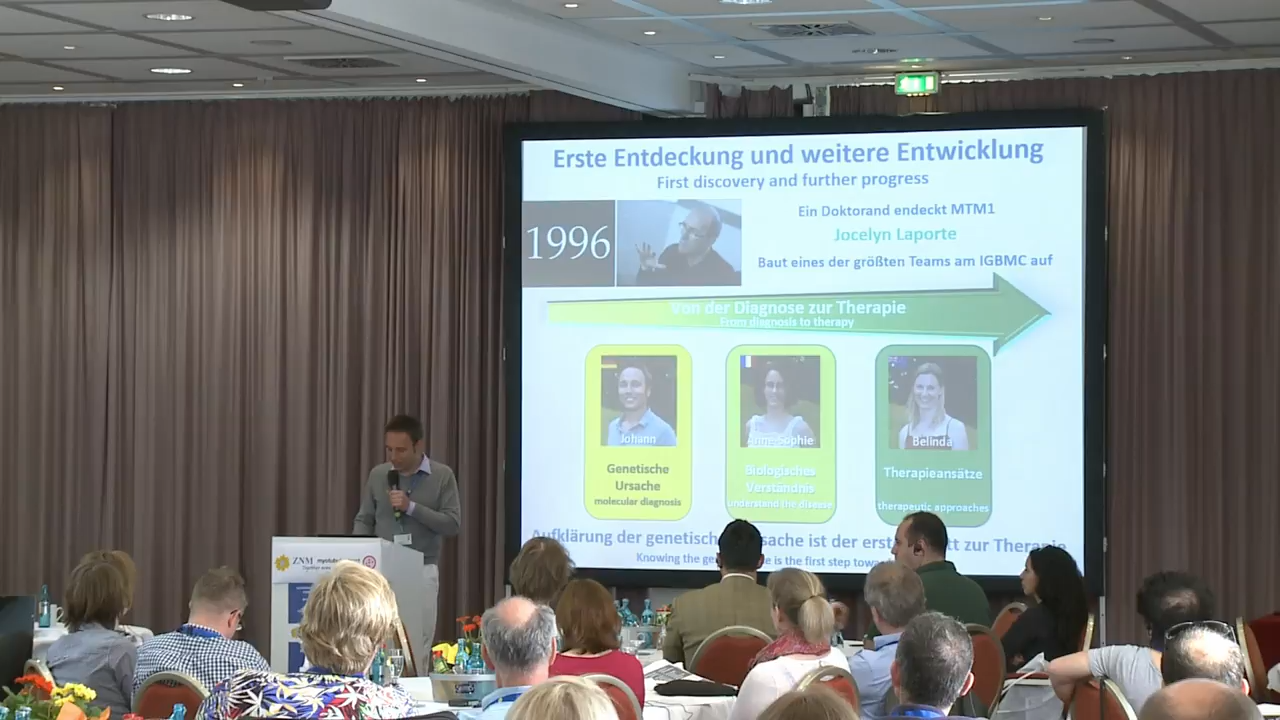 Erste Entdeckung und weitere Entwicklung
First discovery and further progress
1996
Ein Doktorand endeckt MTM1
Jocelyn Laporte
Baut eines der größten Teams am IGBMC auf
Von der Diagnose zur Therapie
From diagnosis to therapy
Johann
Anne-Sophie
Belinda
Genetische
Ursache
molecular diagnosis
Biologisches
Verständnis
understand the disease
Therapieansätze
therapeutic approaches
Aufklärung der ist der zur Therapie
Knowing the is the first step
ZNM